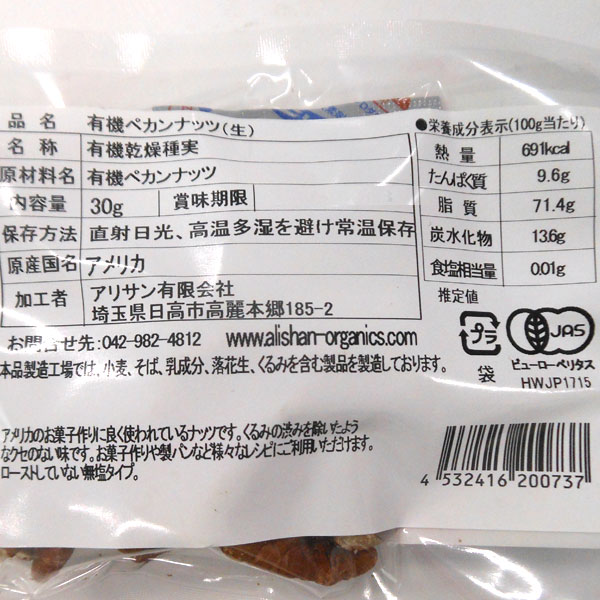 品名 有機ペカンナッツ(生)
名称 有機乾燥種実
原材料名 有機ペカンナッツ
内容量 30g 賞味期限
保存方法 直射日光、高温多湿を避け常温保存
原産国名 アメリカ
加工者 アリサン有限会社
埼玉県日高市高麗本郷185-2
お問合せ先:042-982-4812 www.alishan-organics.com
本品製造工場では、小麦、そば、乳成分、落花生、くるみを含む製品を製造しております。
●栄養成分表示(100g当たり)
熱量 691kcal
たんぱく質 9.6g
脂質 71.4g
炭水化物 13.6g
食塩相当量 0.01g
推定値
プラ
袋
JAS
ビューローベリタス
HWJP1715
アメリカのお菓子作りに良く使われているナッツです。くるみの渋みを除いたよう
なクセのない味です。お菓子作りや製パンなど様々なレシピにご利用いただけます。
ローストしていない無塩タイプ。
4 532416 200737